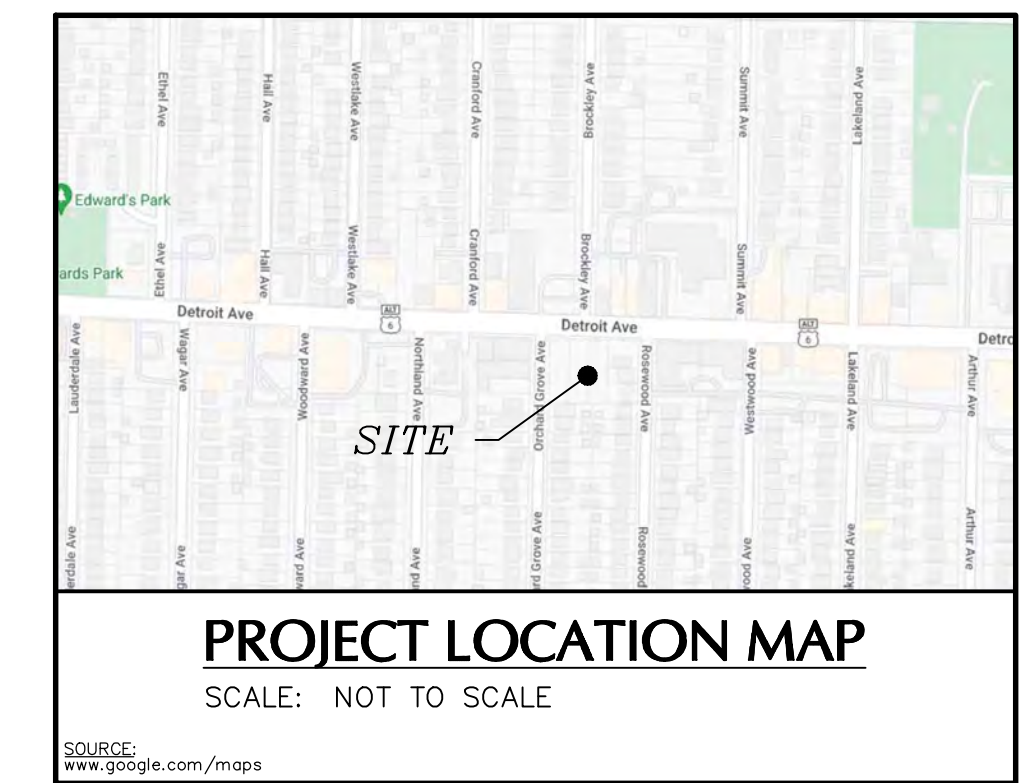 Ethel Ave
Hall Ave
Westlake Ave
Cranford Ave
Brockley Ave
Summit Ave
Lakeland Ave
Edward's Park
ards Park
Ethel Ave
Hall Ave
Westlake Ave
Cranford Ave
Brockley Ave
Summit Ave
Detroit Ave
ALT
6
Detroit Ave
ALT
6
Detro
Lauderdale Ave
Wagar Ave
Woodward Ave
Northland Ave
Orchard Grove Ave
Rosewood Ave
Westwood Ave
Lakeland Ave
Arthur Ave
SITE
erdale Ave
gar Ave
ward Ave
nd Ave
rd Grove Ave
Rosewood
wood Ave
keland Ave
Arthur Ave
PROJECT LOCATION MAP
SCALE: NOT TO SCALE
SOURCE:
www.google.com/maps